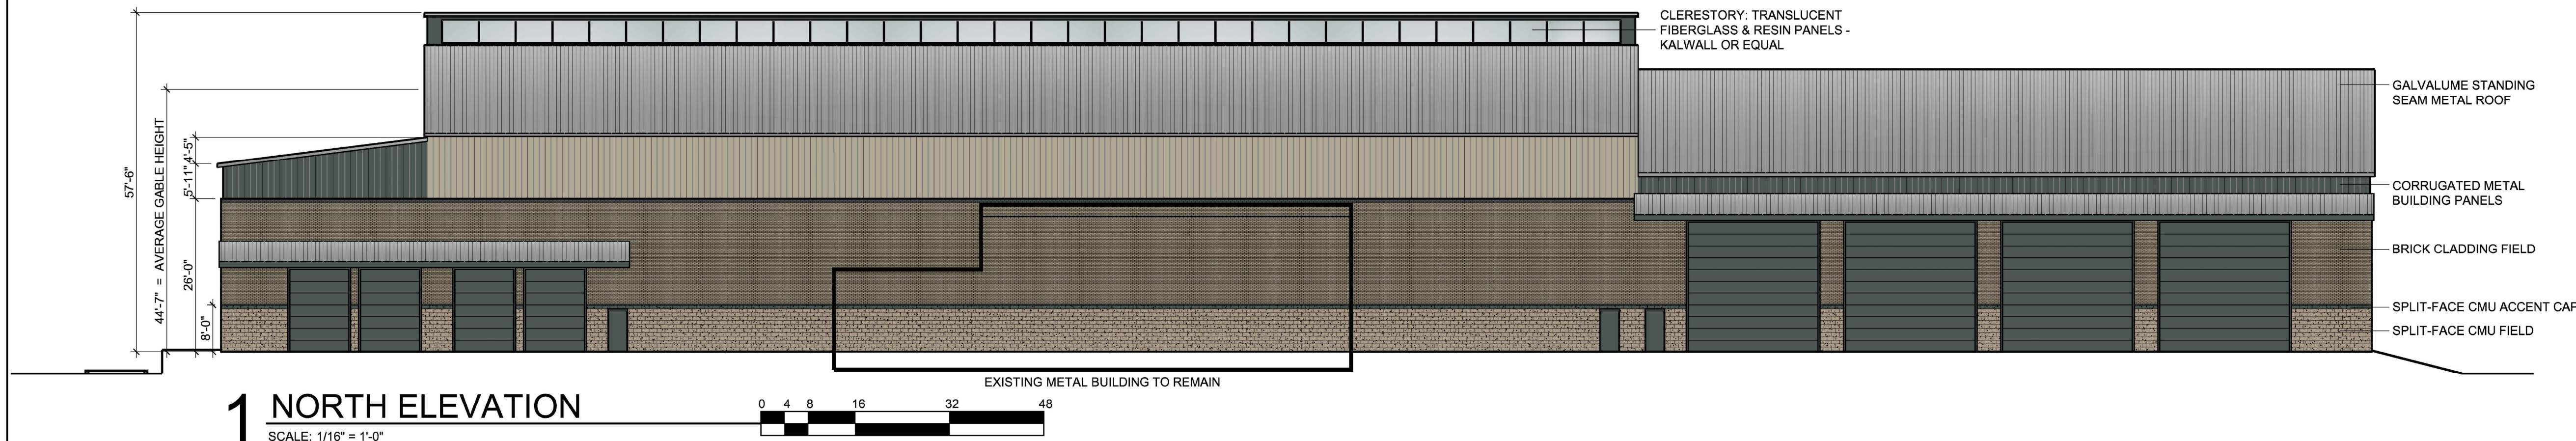 CLERESTORY: TRANSLUCENT
FIBERGLASS & RESIN PANELS -
KALWALL OR EQUAL
GALVALUME STANDING
SEAM METAL ROOF
CORRUGATED METAL
BUILDING PANELS
BRICK CLADDING FIELD
SPLIT-FACE CMU ACCENT CAP
SPLIT-FACE CMU FIELD
57'-6"
44'-7" = AVERAGE GABLE HEIGHT
4'-5"
5'-11"
26'-0"
8'-0"
EXISTING METAL BUILDING TO REMAIN
1 NORTH ELEVATION
SCALE: 1/16" = 1'-0"
0 4 8 16 32 48